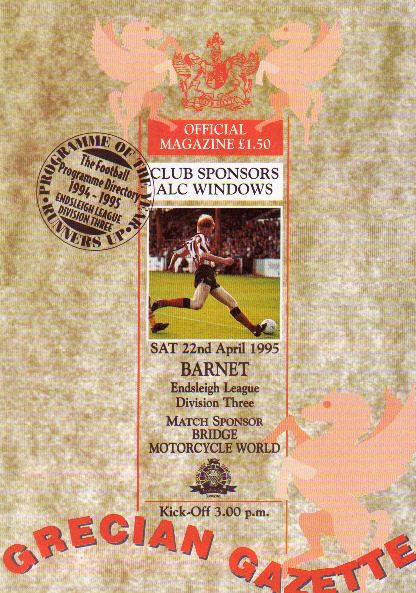 OFFICIAL
MAGAZINE £1.50
PROGRAMME OF THE YEAR
The Football
Programme Directory
1994 - 1995
ENDSLEIGH LEAGUE
DIVISION THREE
RUNNERS UP
CLUB SPONSORS
ALC WINDOWS
SAT 22nd April 1995
BARNET
Endsleigh League
Division Three
MATCH SPONSOR
BRIDGE
MOTORCYCLE WORLD
Kick-Off 3.00 p.m.
GRECIAN GAZETTE